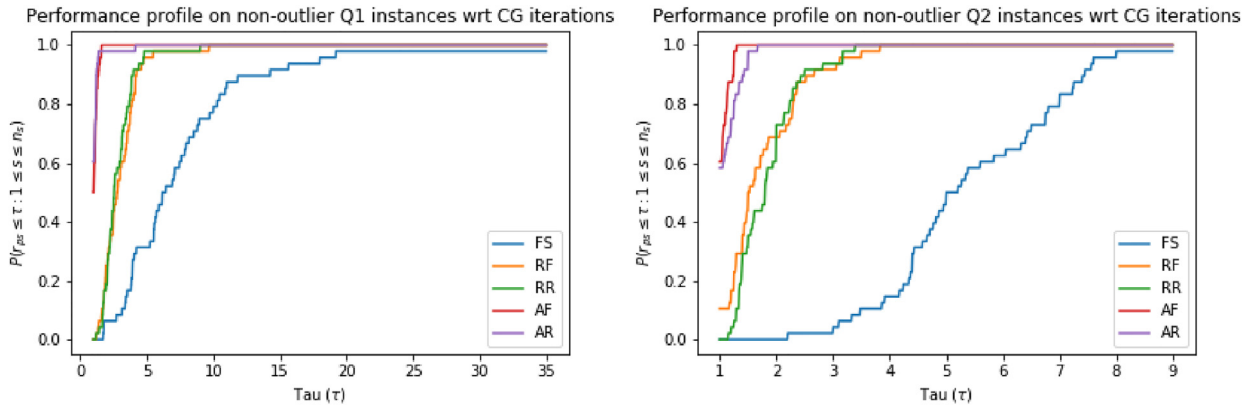 Performance profile on non-outlier Q1 instances wrt CG iterations
1.0
0.8
0.6
0.4
0.2
0.0
P(r_ps ≤ τ : 1 ≤ s ≤ n_s)
0 5 10 15 20 25 30 35
Tau (τ)
FS
RF
RR
AF
AR
Performance profile on non-outlier Q2 instances wrt CG iterations
1.0
0.8
0.6
0.4
0.2
0.0
P(r_ps ≤ τ : 1 ≤ s ≤ n_s)
1 2 3 4 5 6 7 8 9
Tau (τ)
FS
RF
RR
AF
AR